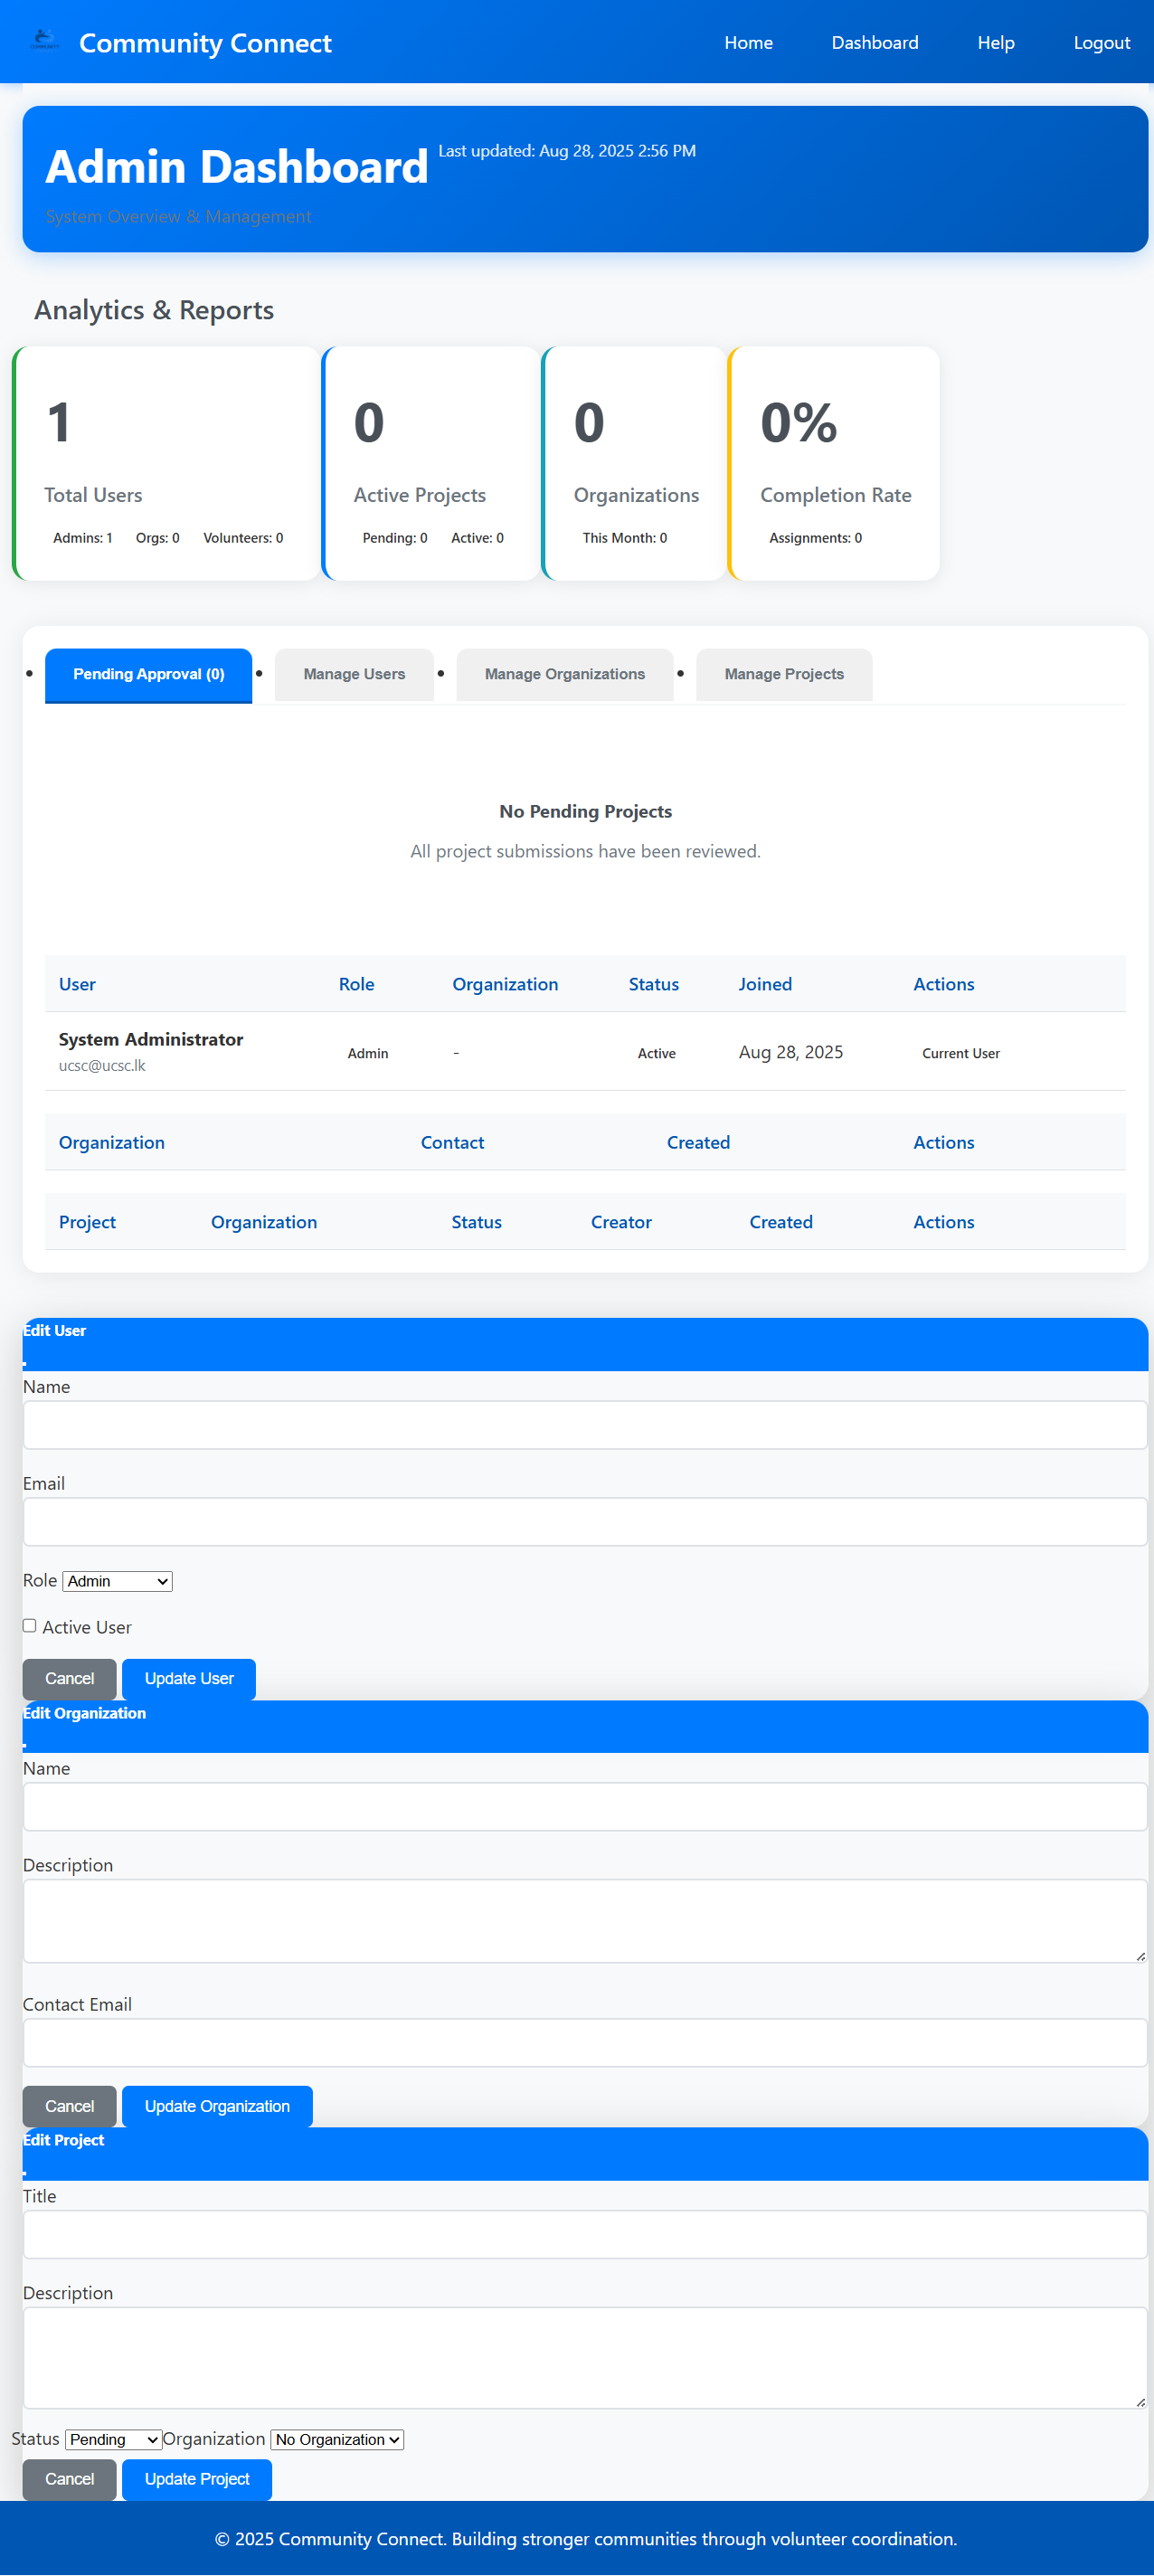 COMMUNITY
Community Connect
Home Dashboard Help Logout
Admin Dashboard Last updated: Aug 28, 2025 2:56 PM
System Overview & Management
Analytics & Reports
1 0 0 0%
Total Users Active Projects Organizations Completion Rate
Admins: 1 Orgs: 0 Volunteers: 0 Pending: 0 Active: 0 This Month: 0 Assignments: 0
Pending Approval (0) Manage Users Manage Organizations Manage Projects
No Pending Projects
All project submissions have been reviewed.
User Role Organization Status Joined Actions
System Administrator
ucsc@ucsc.lk
Admin - Active Aug 28, 2025 Current User
Organization Contact Created Actions
Project Organization Status Creator Created Actions
Edit User
Name
Email
Role Admin
Active User
Cancel Update User
Edit Organization
Name
Description
Contact Email
Cancel Update Organization
Edit Project
Title
Description
Status Pending Organization No Organization
Cancel Update Project
© 2025 Community Connect. Building stronger communities through volunteer coordination.